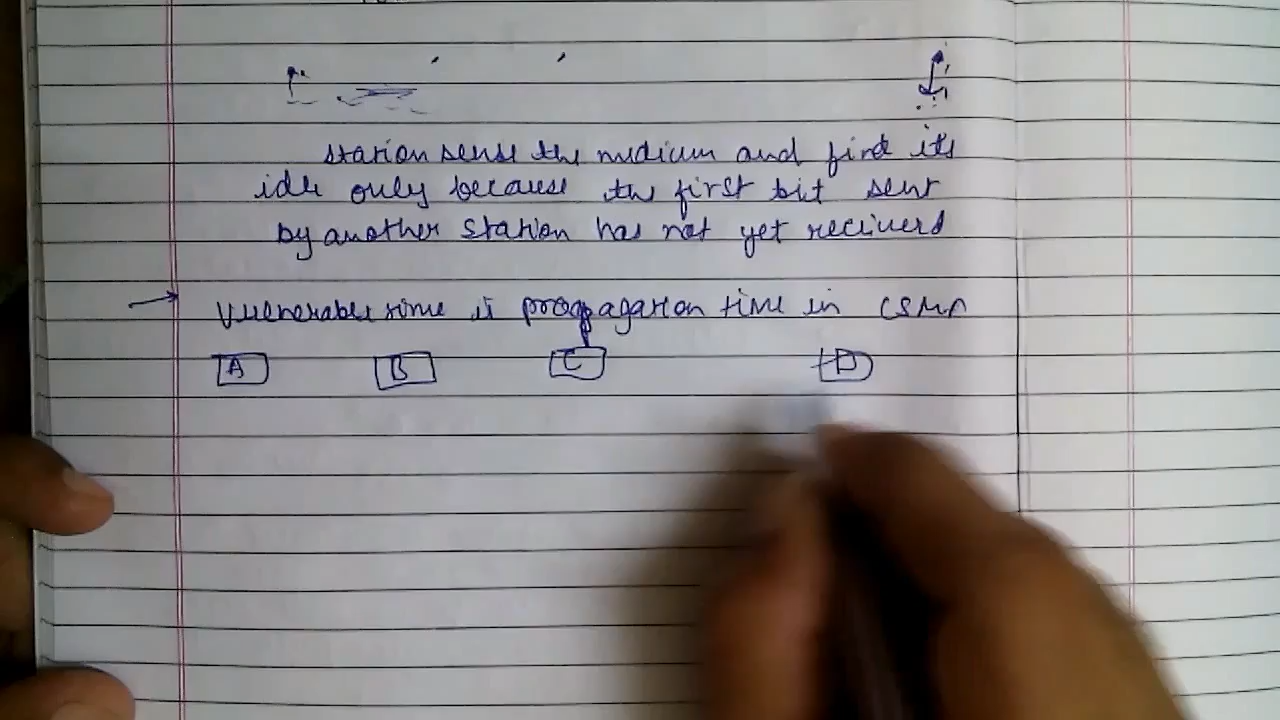 station sense the medium and find its
idle only because the first bit sent
by another station has not yet recieverd
Vulnerable time is propagation time in CSMA
A B C D